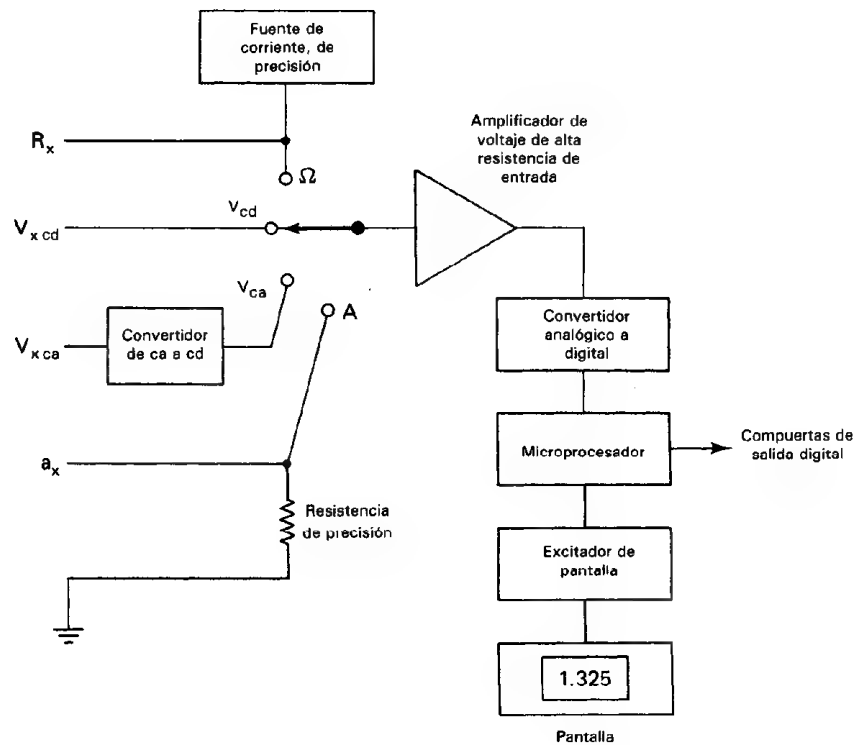 Fuente de
corriente, de
precisión
Amplificador de
voltaje de alta
resistencia de
entrada
Rx
Ω
Vcd
Vx cd
Vca
A
Convertidor
de ca a cd
Vx ca
Convertidor
analógico a
digital
Microprocesador
Compuertas de
salida digital
ax
Resistencia
de precisión
Excitador de
pantalla
1.325
Pantalla